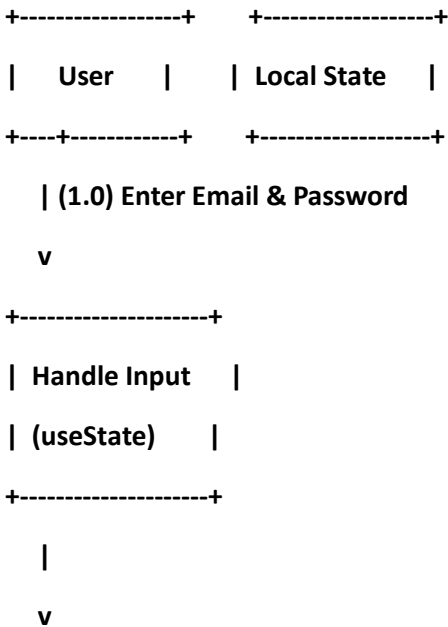 +------------------+ +-------------------+
| User | | Local State |
+----+------------+ +-------------------+
| (1.0) Enter Email & Password
v
+---------------------+
| Handle Input |
| (useState) |
+---------------------+
|
v